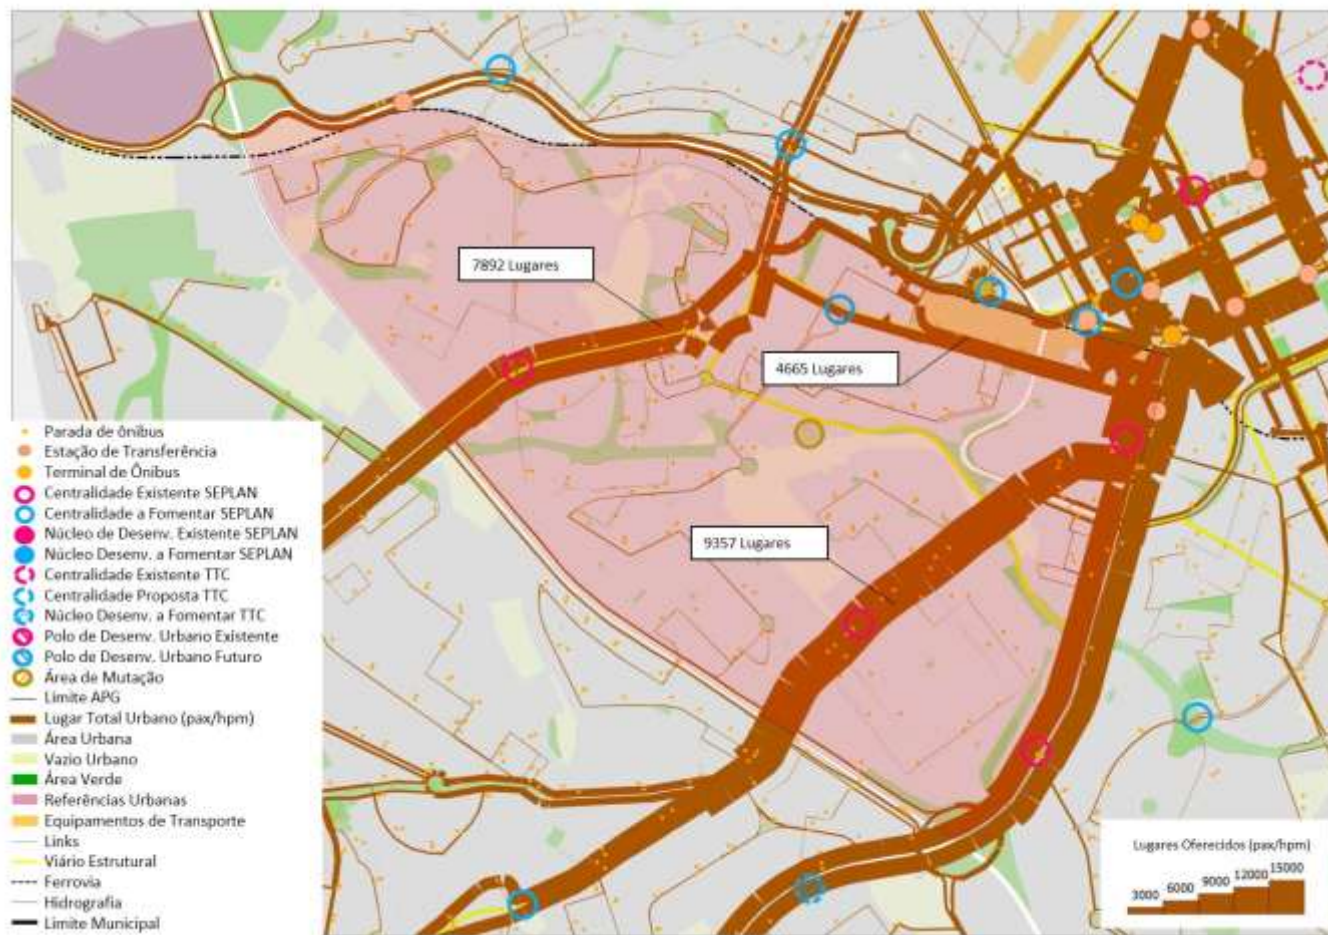 7892 Lugares
4665 Lugares
9357 Lugares
Parada de ônibus
Estação de Transferência
Terminal de Ônibus
Centralidade Existente SEPLAN
Centralidade a Fomentar SEPLAN
Núcleo de Desenv. Existente SEPLAN
Núcleo Desenv. a Fomentar SEPLAN
Centralidade Existente TTC
Centralidade Proposta TTC
Núcleo Desenv. a Fomentar TTC
Polo de Desenv. Urbano Existente
Polo de Desenv. Urbano Futuro
Área de Mutação
Limite APG
Lugar Total Urbano (pax/hpm)
Área Urbana
Vazio Urbano
Área Verde
Referências Urbanas
Equipamentos de Transporte
Links
Viário Estrutural
Ferrovia
Hidrografia
Limite Municipal
Lugares Oferecidos (pax/hpm)
3000 6000 9000 12000 15000